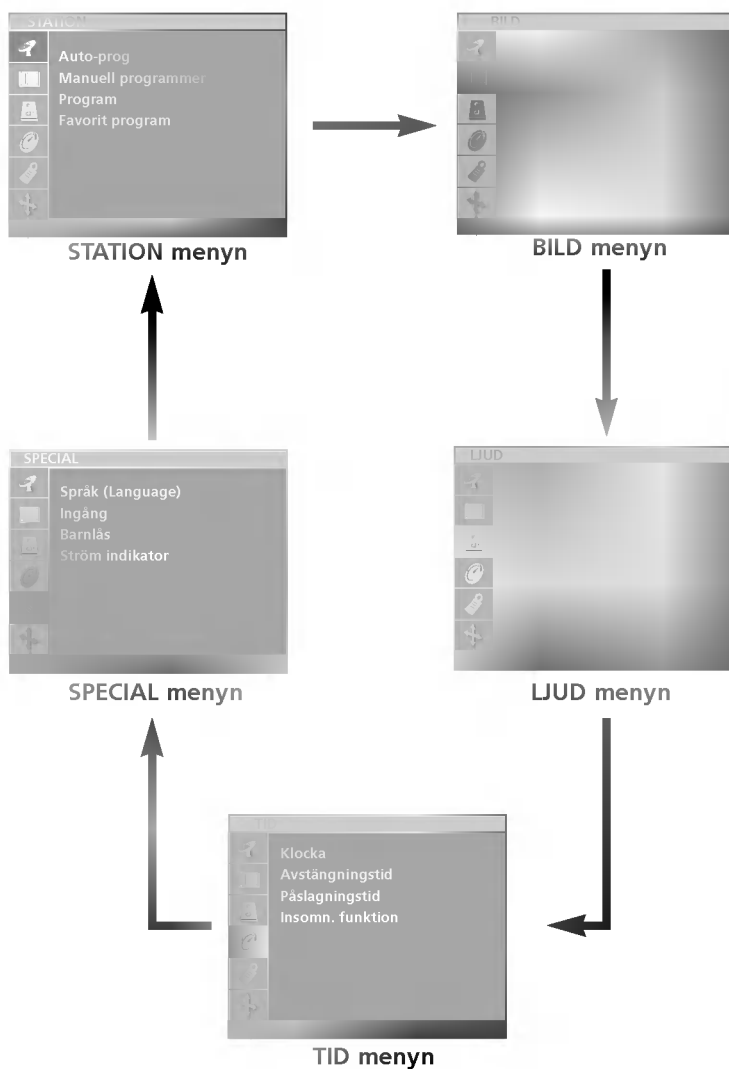 STATION
Auto-prog
Manuell programmer
Program
Favorit program
STATION menyn
BILD
BILD menyn
SPECIAL
Språk (Language)
Ingång
Barnlås
Ström indikator
SPECIAL menyn
LJUD
LJUD menyn
TID
Klocka
Avstängningstid
Påslagningstid
Insomn. funktion
TID menyn